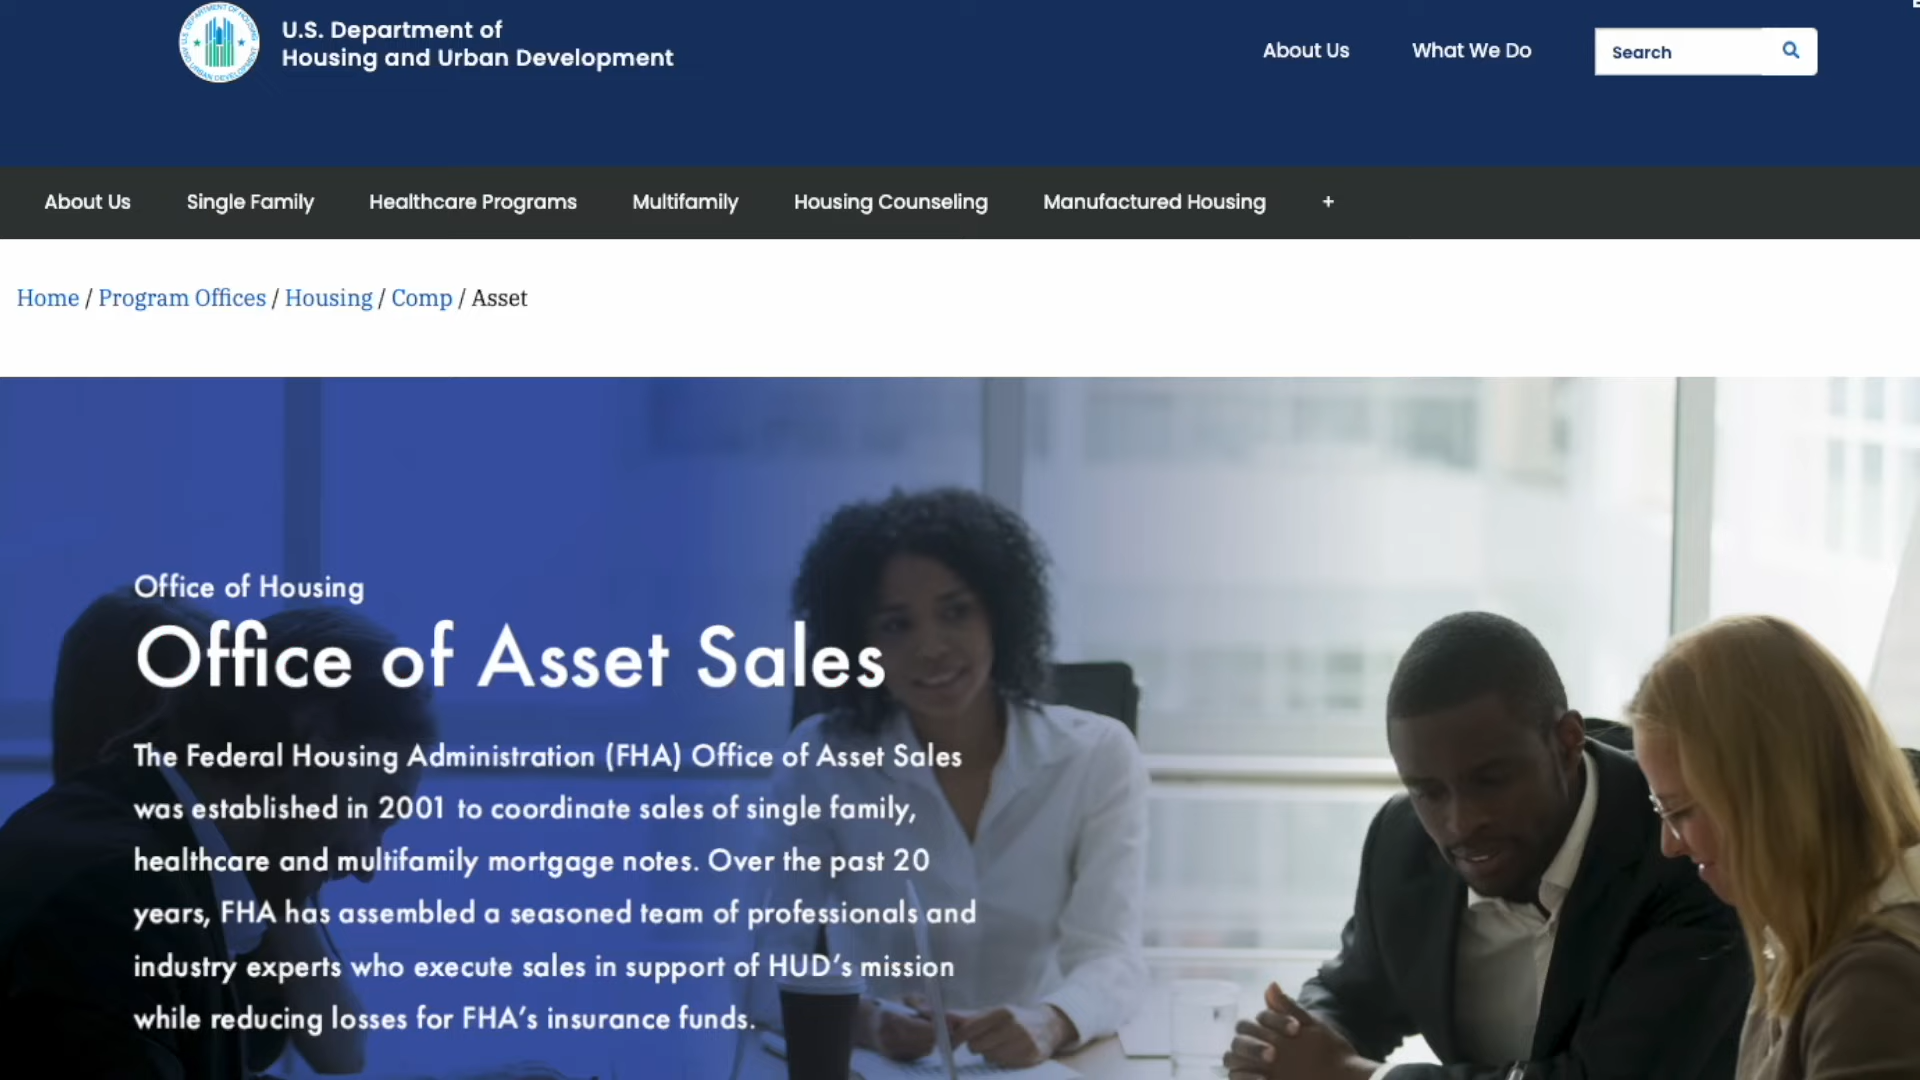 U.S. Department of
Housing and Urban Development
About Us
What We Do
Search
About Us
Single Family
Healthcare Programs
Multifamily
Housing Counseling
Manufactured Housing
+
Home / Program Offices / Housing / Comp / Asset
Office of Housing
Office of Asset Sales
The Federal Housing Administration (FHA) Office of Asset Sales
was established in 2001 to coordinate sales of single family,
healthcare and multifamily mortgage notes. Over the past 20
years, FHA has assembled a seasoned team of professionals and
industry experts who execute sales in support of HUD’s mission
while reducing losses for FHA’s insurance funds.